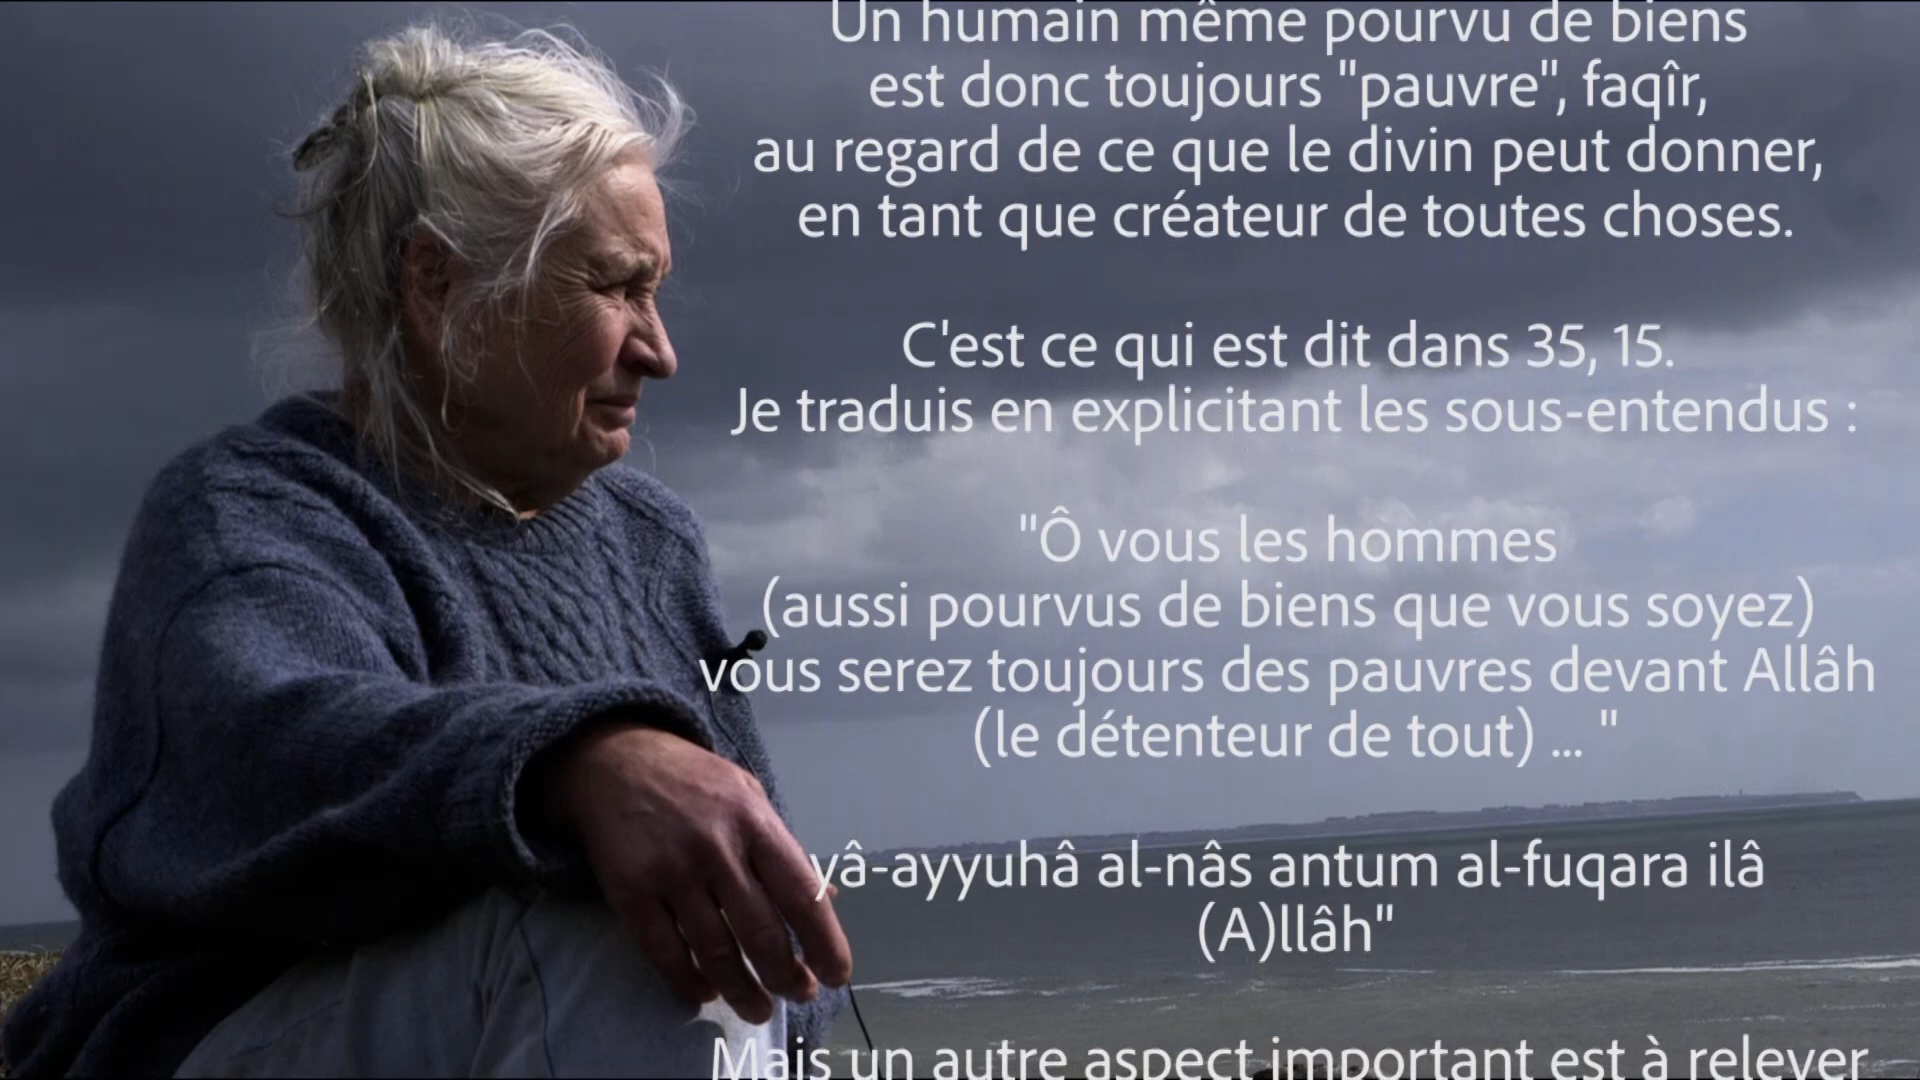 Un humain même pourvu de biens
est donc toujours "pauvre", faqîr,
au regard de ce que le divin peut donner,
en tant que créateur de toutes choses.
C'est ce qui est dit dans 35, 15.
Je traduis en explicitant les sous-entendus :
"Ô vous les hommes
(aussi pourvus de biens que vous soyez)
vous serez toujours des pauvres devant Allâh
(le détenteur de tout) ... "
yâ-ayyuhâ al-nâs antum al-fuqara ilâ
(A)llâh"
Mais un autre aspect important est à relever